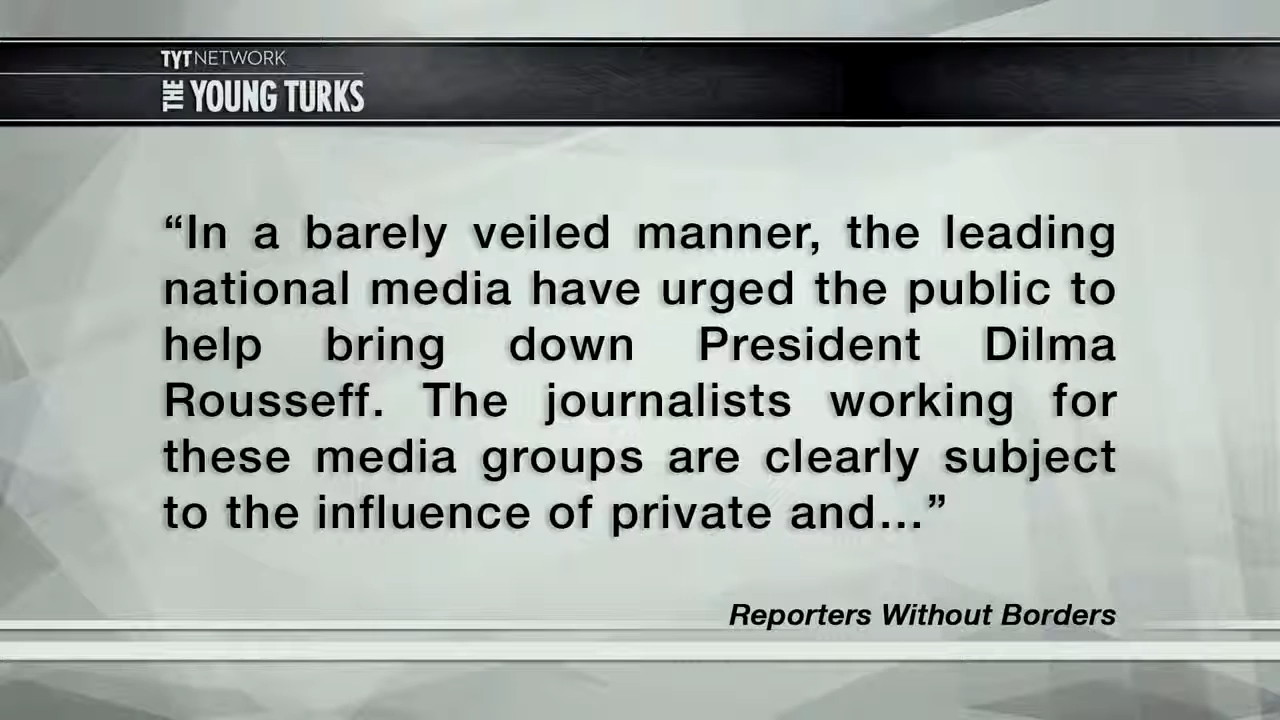 TYT NETWORK
THE YOUNG TURKS
“In a barely veiled manner, the leading
national media have urged the public to
help bring down President Dilma
Rousseff. The journalists working for
these media groups are clearly subject
to the influence of private and...”
Reporters Without Borders